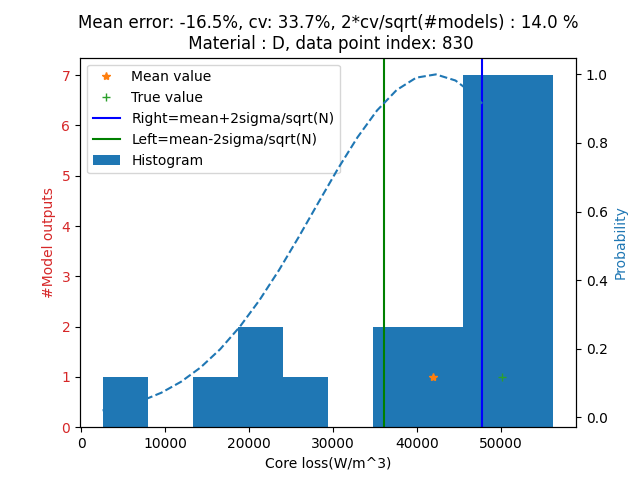 Mean error: -16.5%, cv: 33.7%, 2*cv/sqrt(#models) : 14.0 %
Material : D, data point index: 830
Mean value
True value
Right=mean+2sigma/sqrt(N)
Left=mean-2sigma/sqrt(N)
Histogram
#Model outputs
7
6
5
4
3
2
1
0
1.0
0.8
0.6
0.4
0.2
0.0
Probability
0
10000
20000
30000
40000
50000
Core loss(W/m^3)